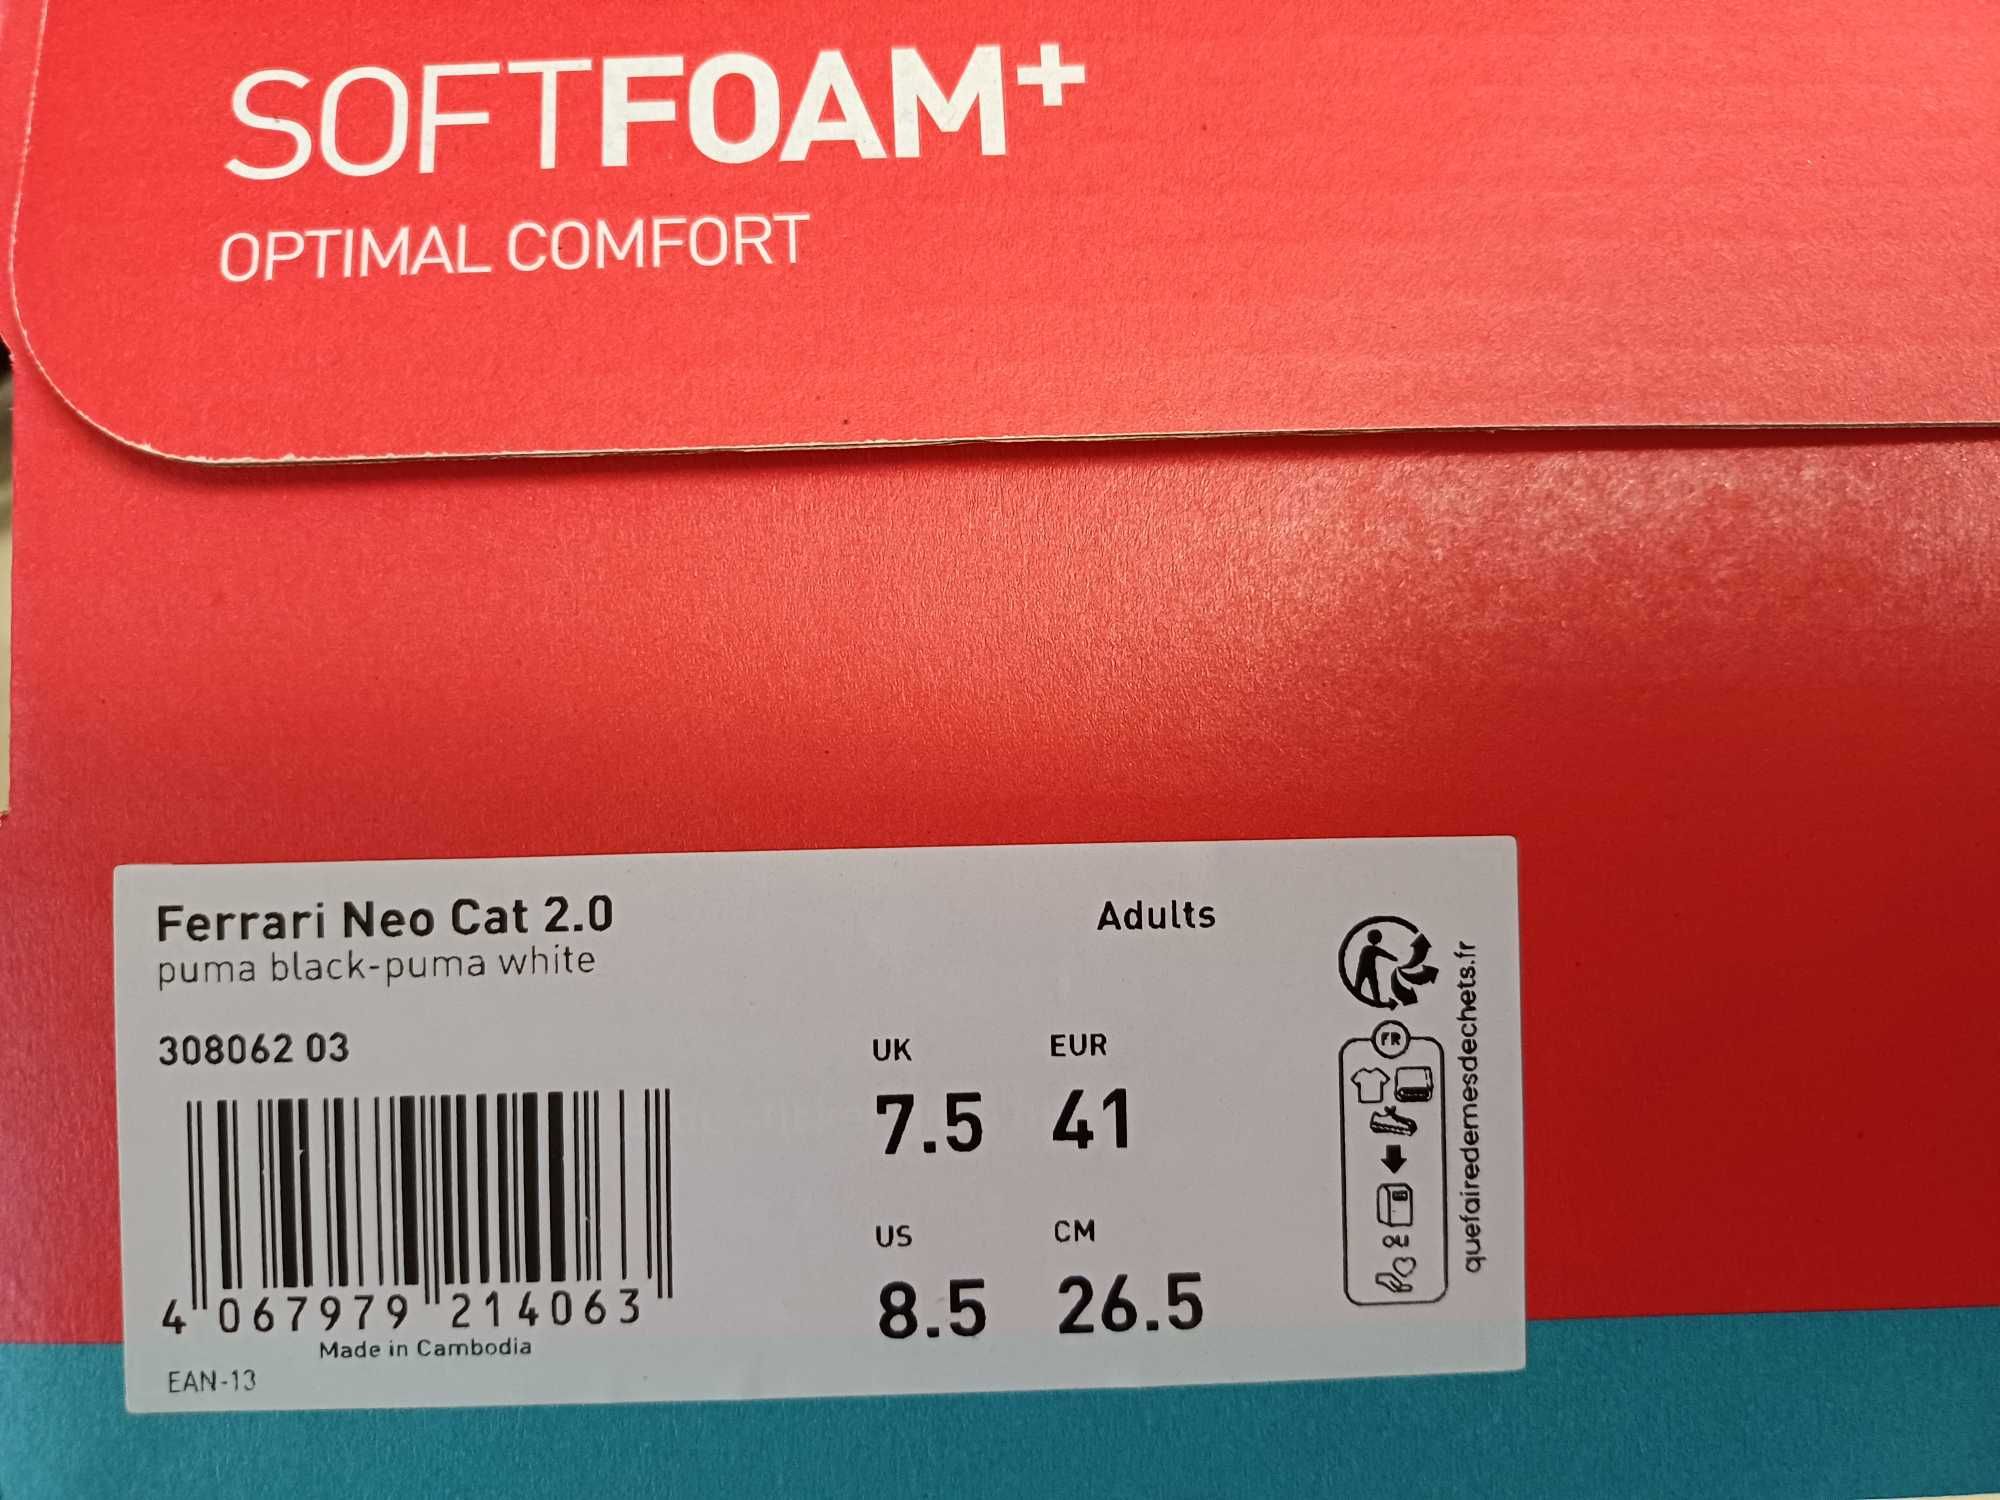 SOFTFOAM+
OPTIMAL COMFORT
Ferrari Neo Cat 2.0
puma black-puma white
Adults
308062 03
UK EUR
7.5 41
US CM
8.5 26.5
4 067979 214063
Made in Cambodia
EAN-13
FR
quefairedemesdechets.fr